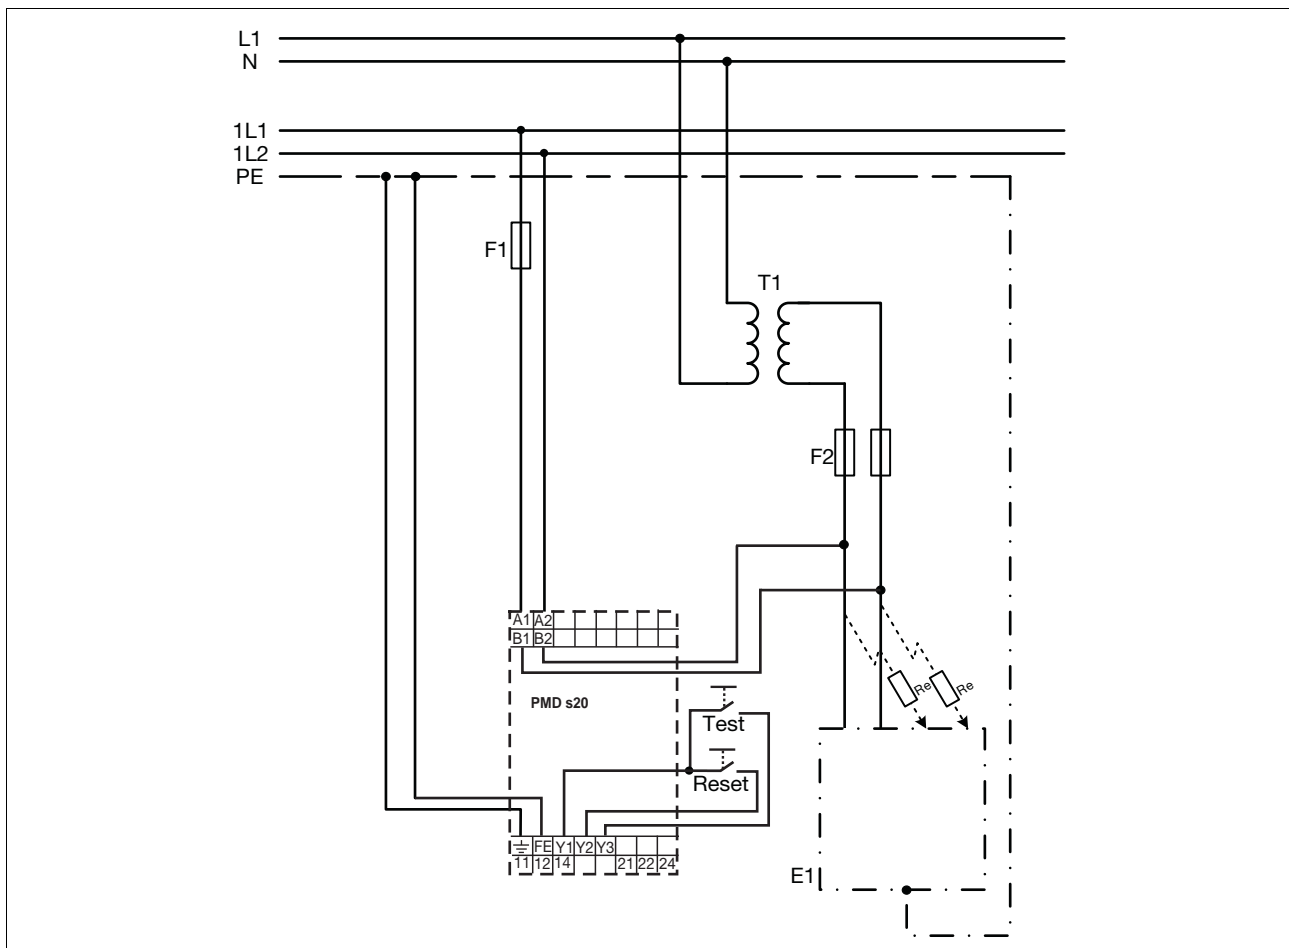 L1
N
1L1
1L2
PE
F1
T1
F2
A1 A2
B1 B2
Re Re
PMD s20
Test
Reset
FE Y1 Y2 Y3
11 12 14 21 22 24
E1